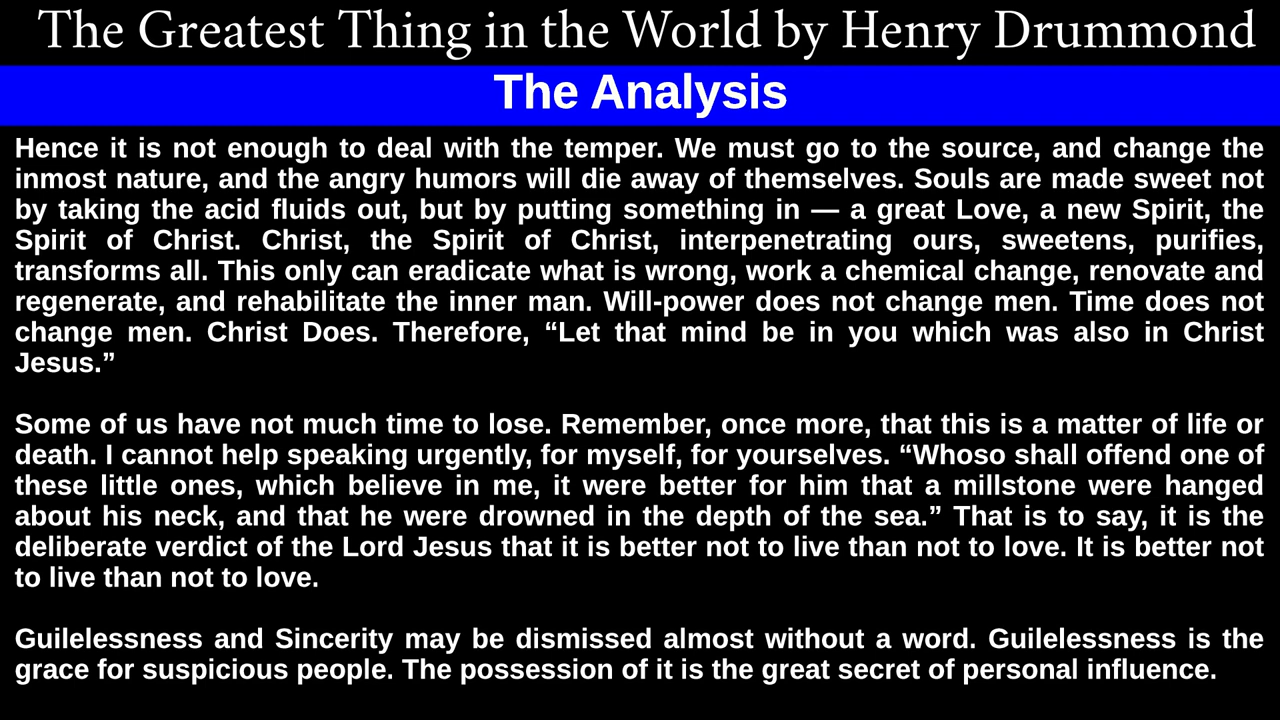 The Greatest Thing in the World by Henry Drummond
The Analysis
Hence it is not enough to deal with the temper. We must go to the source, and change the
inmost nature, and the angry humors will die away of themselves. Souls are made sweet not
by taking the acid fluids out, but by putting something in — a great Love, a new Spirit, the
Spirit of Christ. Christ, the Spirit of Christ, interpenetrating ours, sweetens, purifies,
transforms all. This only can eradicate what is wrong, work a chemical change, renovate and
regenerate, and rehabilitate the inner man. Will-power does not change men. Time does not
change men. Christ Does. Therefore, “Let that mind be in you which was also in Christ
Jesus.”
Some of us have not much time to lose. Remember, once more, that this is a matter of life or
death. I cannot help speaking urgently, for myself, for yourselves. “Whoso shall offend one of
these little ones, which believe in me, it were better for him that a millstone were hanged
about his neck, and that he were drowned in the depth of the sea.” That is to say, it is the
deliberate verdict of the Lord Jesus that it is better not to live than not to love. It is better not
to live than not to love.
Guilelessness and Sincerity may be dismissed almost without a word. Guilelessness is the
grace for suspicious people. The possession of it is the great secret of personal influence.